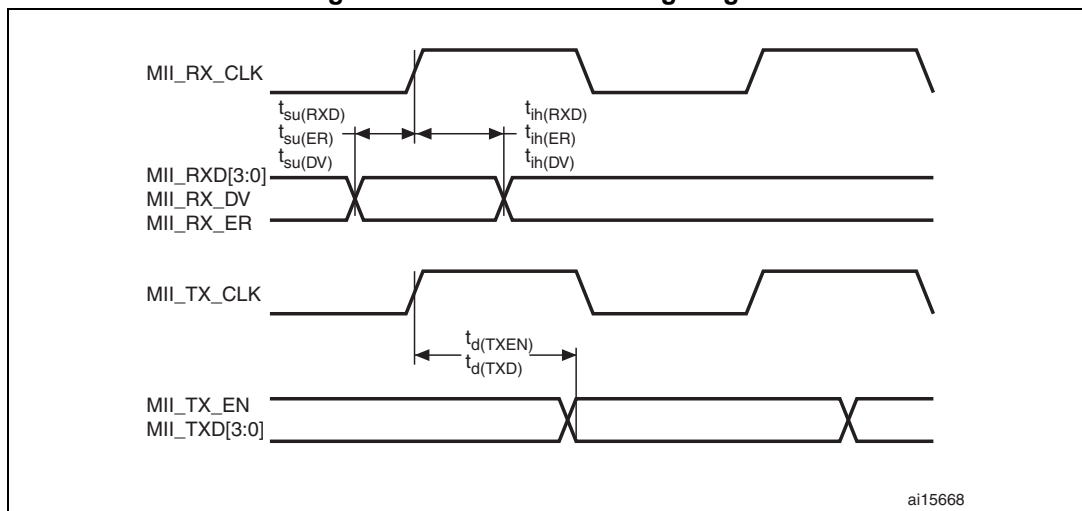 MII_RX_CLK
tsu(RXD)
tsu(ER)
tsu(DV)
tih(RXD)
tih(ER)
tih(DV)
MII_RXD[3:0]
MII_RX_DV
MII_RX_ER
MII_TX_CLK
td(TXEN)
td(TXD)
MII_TX_EN
MII_TXD[3:0]
ai15668